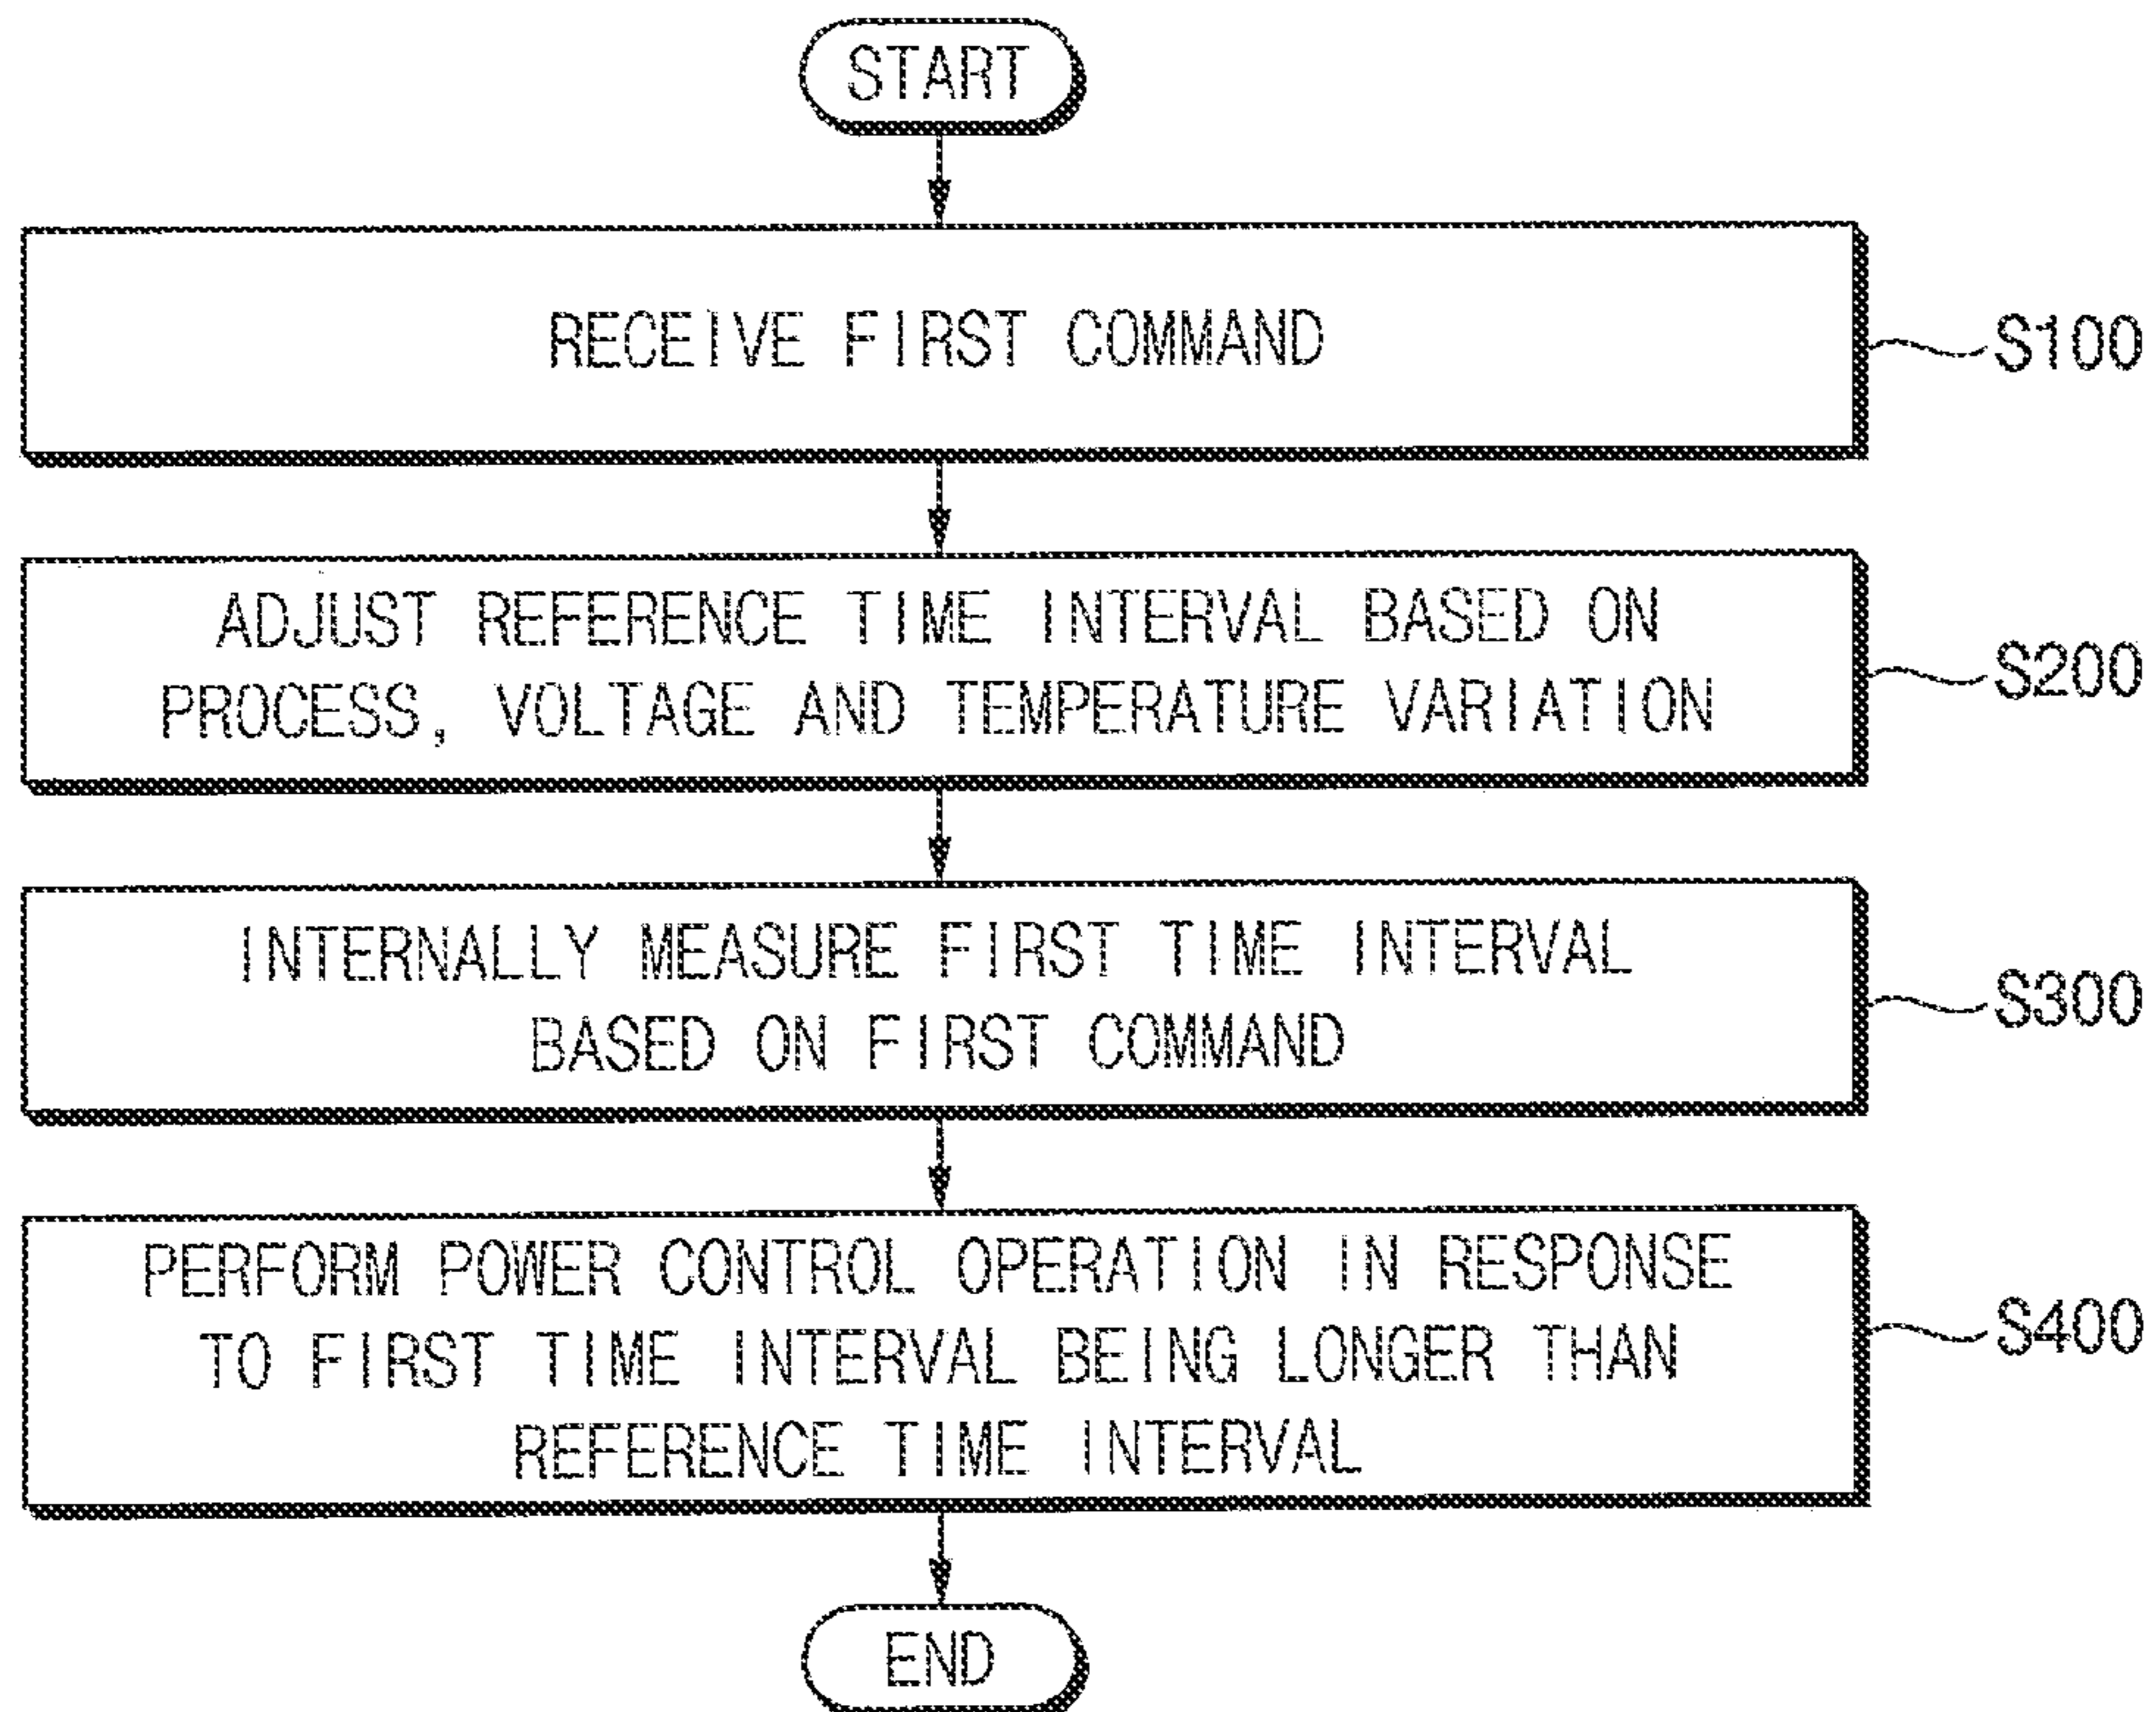 START
RECEIVE FIRST COMMAND
S100
ADJUST REFERENCE TIME INTERVAL BASED ON
PROCESS, VOLTAGE AND TEMPERATURE VARIATION
S200
INTERNALLY MEASURE FIRST TIME INTERVAL
BASED ON FIRST COMMAND
S300
PERFORM POWER CONTROL OPERATION IN RESPONSE
TO FIRST TIME INTERVAL BEING LONGER THAN
REFERENCE TIME INTERVAL
S400
END